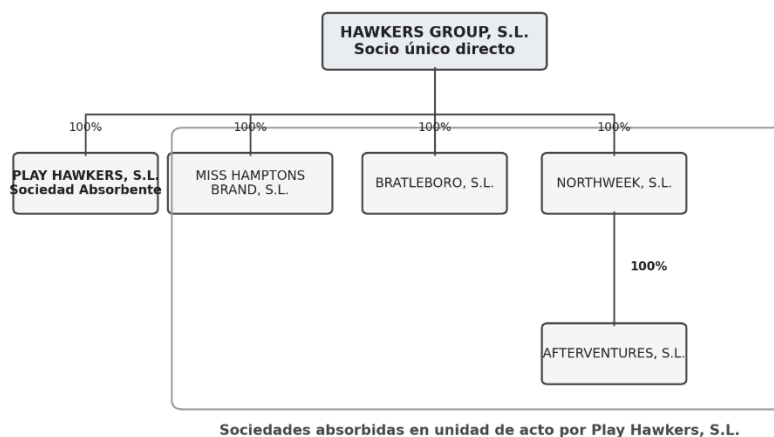 HAWKERS GROUP, S.L.
Socio único directo
100%
100%
100%
100%
PLAY HAWKERS, S.L.
Sociedad Absorbente
MISS HAMPTONS
BRAND, S.L.
BRATLEBORO, S.L.
NORTHWEEK, S.L.
100%
AFTERVENTURES, S.L.
Sociedades absorbidas en unidad de acto por Play Hawkers, S.L.